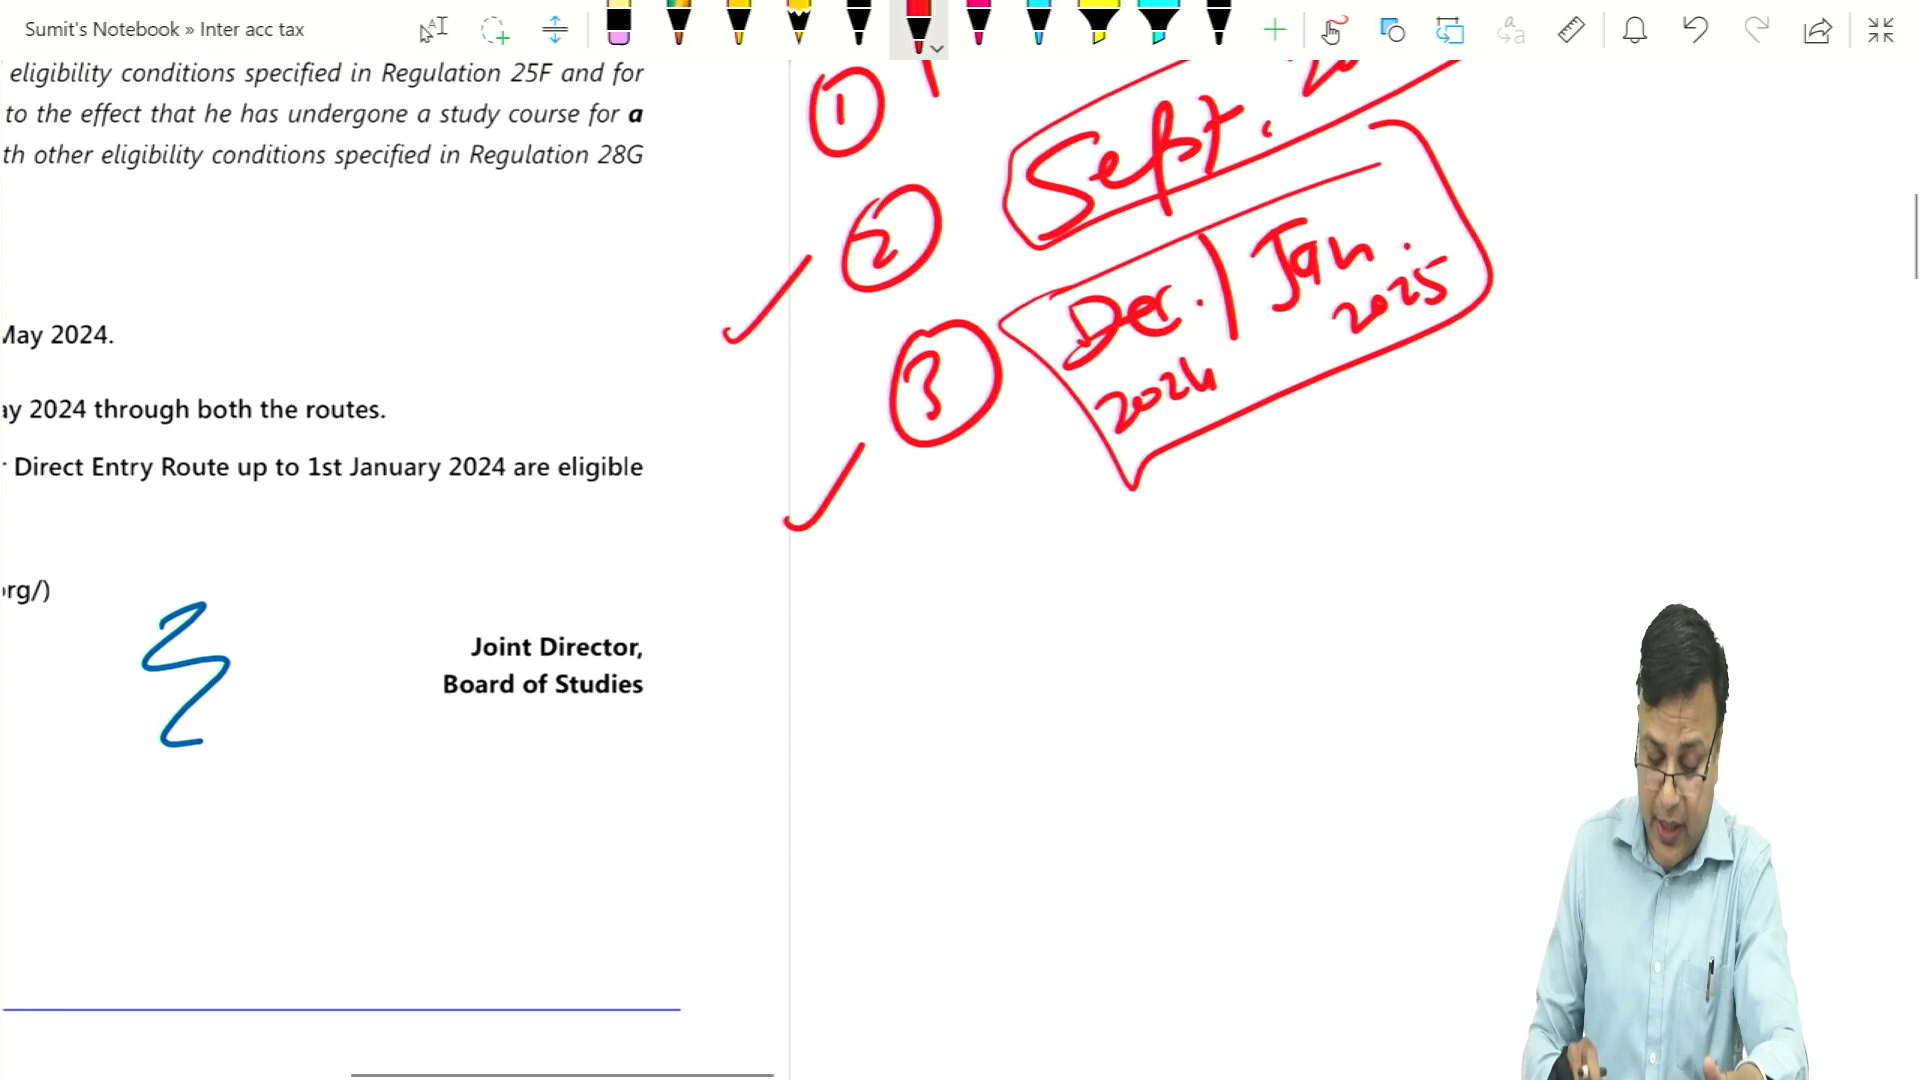 Sumit's Notebook » Inter acc tax
eligibility conditions specified in Regulation 25F and for
to the effect that he has undergone a study course for a
th other eligibility conditions specified in Regulation 28G
May 2024.
ay 2024 through both the routes.
Direct Entry Route up to 1st January 2024 are eligible
org/)
Joint Director,
Board of Studies
1
Sept.
2
Dec. / Jan.
2024 2025
3